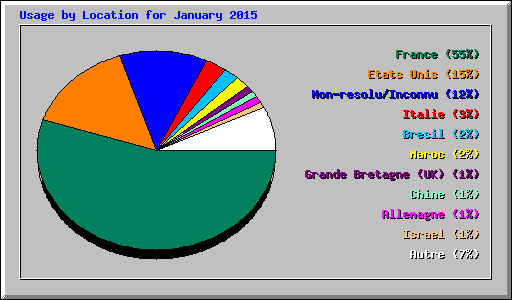 Usage by Location for January 2015
France (55%)
Etats Unis (15%)
Non-resolu/Inconnu (12%)
Italie (3%)
Bresil (2%)
Maroc (2%)
Grande Bretagne (UK) (1%)
Chine (1%)
Allemagne (1%)
Israel (1%)
Autre (7%)